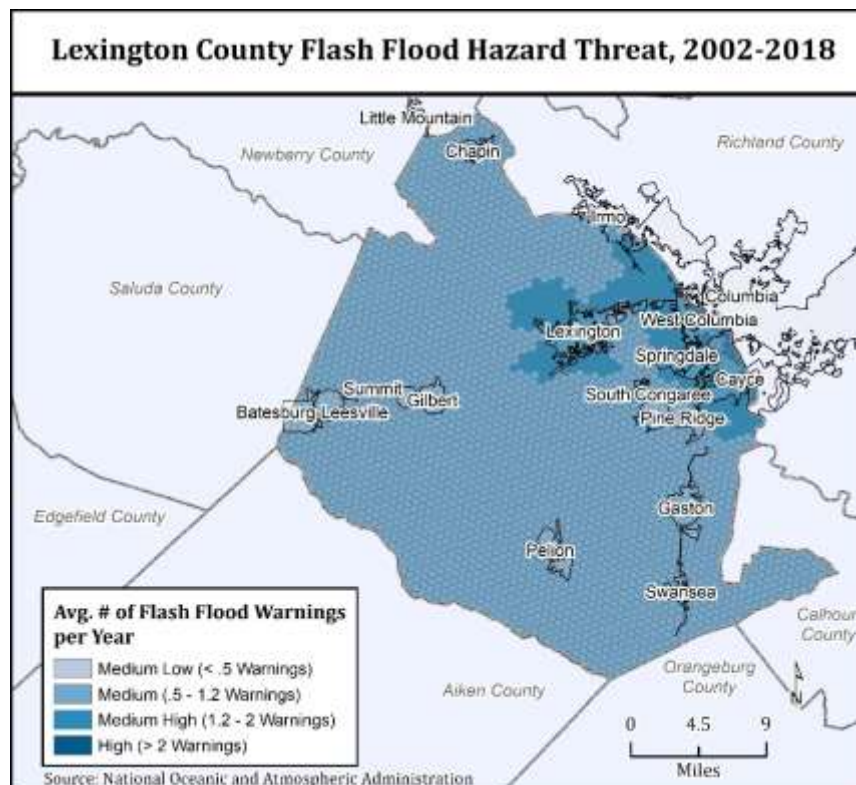 Lexington County Flash Flood Hazard Threat, 2002-2018
Little Mountain
Newberry County
Chapin
Richland County
Irmo
Saluda County
Columbia
West Columbia
Lexington
Springdale
Cayce
Summit
Gilbert
South Congaree
Batesburg-Leesville
Pine Ridge
Edgefield County
Gaston
Pelion
Swansea
Calhoun
County
Orangeburg
County
Aiken County
Avg. # of Flash Flood Warnings
per Year
Medium Low (< .5 Warnings)
Medium (.5 - 1.2 Warnings)
Medium High (1.2 - 2 Warnings)
High (> 2 Warnings)
N
0 4.5 9
Miles
Source: National Oceanic and Atmospheric Administration